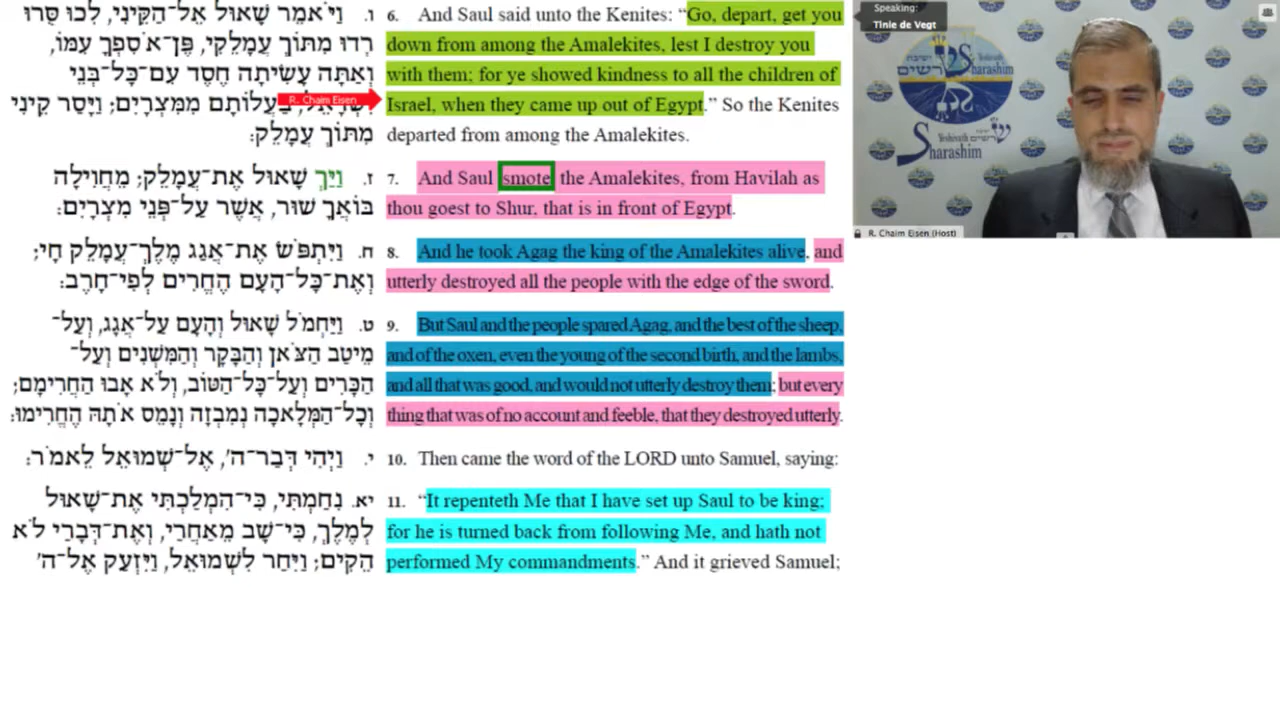 ו. וַיֹּאמֶר שָׁאוּל אֶל־הַקֵּינִי, לְכוּ סֻּרוּ
רְדוּ מִתּוֹךְ עֲמָלֵקִי, פֶּן־אֹסִפְךָ עִמּוֹ,
וְאַתָּה עָשִׂיתָה חֶסֶד עִם־כָּל־בְּנֵי
R. Chaim Eisen
עֲלוֹתָם מִמִּצְרָיִם; וַיָּסַר קֵינִי
מִתּוֹךְ עֲמָלֵק:
ז. וַיַּךְ שָׁאוּל אֶת־עֲמָלֵק; מֵחֲוִילָה
בּוֹאֲךָ שׁוּר, אֲשֶׁר עַל־פְּנֵי מִצְרָיִם:
ח. וַיִּתְפֹּשׂ אֶת־אֲגַג מֶלֶךְ־עֲמָלֵק חָי;
וְאֶת־כָּל־הָעָם הֶחֱרִים לְפִי־חָרֶב:
ט. וַיַּחְמֹל שָׁאוּל וְהָעָם עַל־אֲגָג, וְעַל־
מֵיטַב הַצֹּאן וְהַבָּקָר וְהַמִּשְׁנִים וְעַל־
הַכָּרִים וְעַל־כָּל־הַטּוֹב, וְלֹא אָבוּ הַחֲרִימָם;
וְכָל־הַמְּלָאכָה נְמִבְזָה וְנָמֵס אֹתָהּ הֶחֱרִימוּ:
י. וַיְהִי דְּבַר־ה', אֶל־שְׁמוּאֵל לֵאמֹר:
יא. נִחַמְתִּי, כִּי־הִמְלַכְתִּי אֶת־שָׁאוּל
לְמֶלֶךְ, כִּי־שָׁב מֵאַחֲרַי, וְאֶת־דְּבָרַי לֹא
הֵקִים; וַיִּחַר לִשְׁמוּאֵל, וַיִּזְעַק אֶל־ה'
6. And Saul said unto the Kenites: “Go, depart, get you
down from among the Amalekites, lest I destroy you
with them; for ye showed kindness to all the children of
Israel, when they came up out of Egypt.” So the Kenites
departed from among the Amalekites.
7. And Saul smote the Amalekites, from Havilah as
thou goest to Shur, that is in front of Egypt.
8. And he took Agag the king of the Amalekites alive, and
utterly destroyed all the people with the edge of the sword.
9. But Saul and the people spared Agag, and the best of the sheep,
and of the oxen, even the young of the second birth, and the lambs,
and all that was good, and would not utterly destroy them; but every
thing that was of no account and feeble, that they destroyed utterly.
10. Then came the word of the LORD unto Samuel, saying:
11. “It repenteth Me that I have set up Saul to be king;
for he is turned back from following Me, and hath not
performed My commandments.” And it grieved Samuel;
Speaking:
Tinie de Vegt
Sharashim
שרשים
ישיבת
Yeshivath
Sharashim
R. Chaim Eisen (Host)